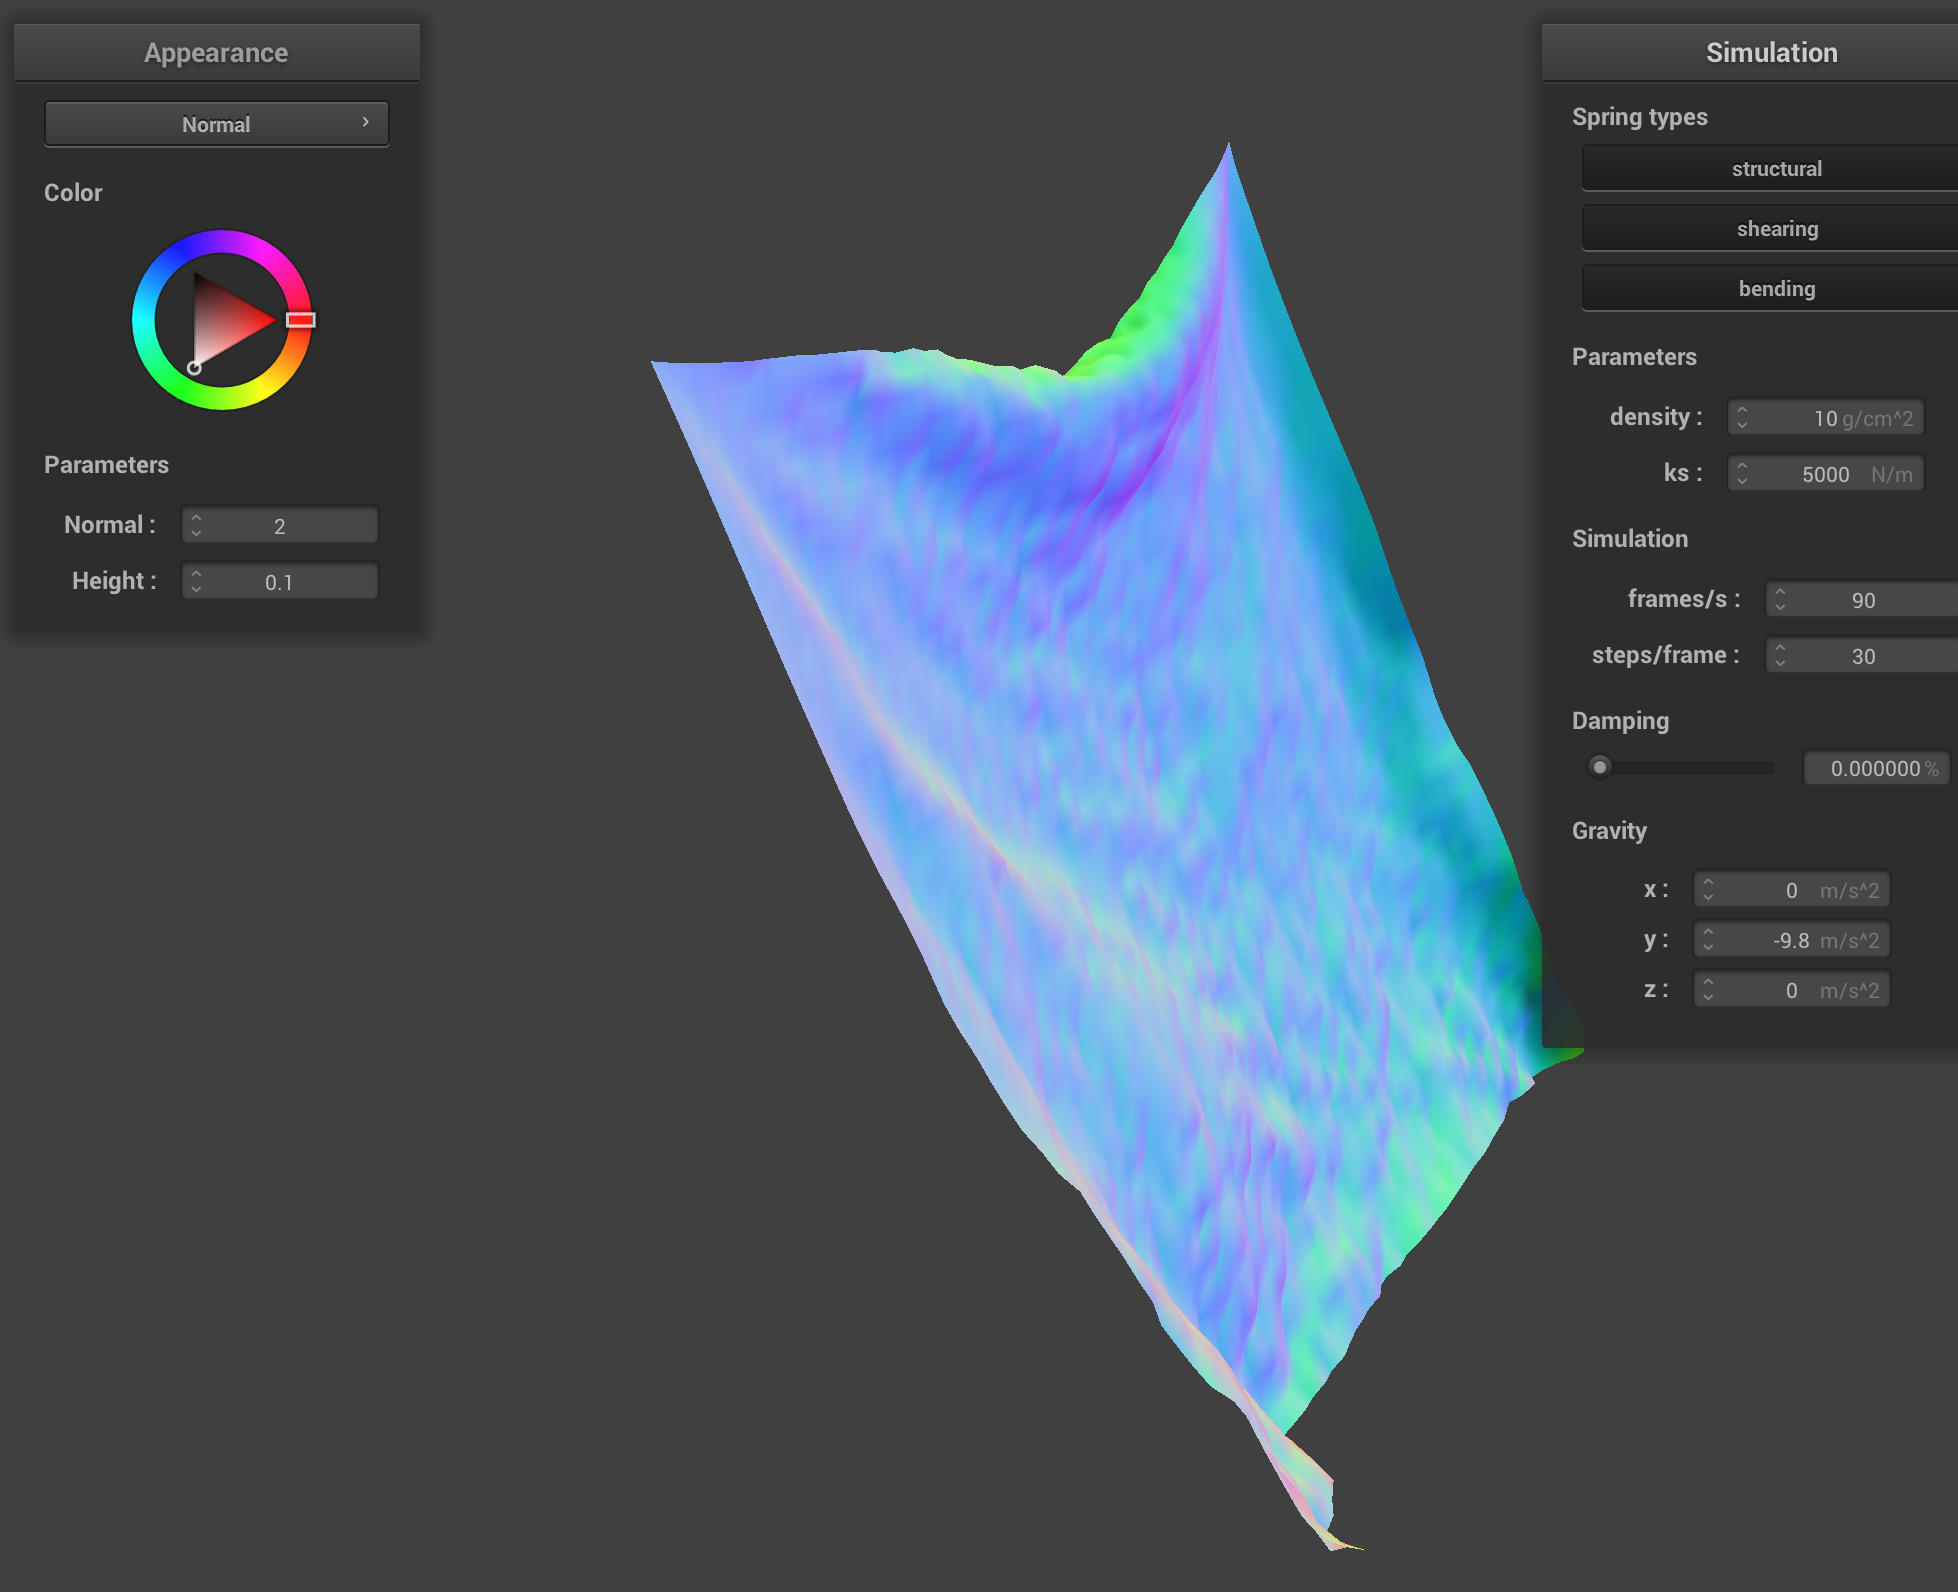 Appearance
Normal
Color
Parameters
Normal :
2
Height :
0.1
Simulation
Spring types
structural
shearing
bending
Parameters
density :
10 g/cm^2
ks :
5000 N/m
Simulation
frames/s :
90
steps/frame :
30
Damping
0.000000 %
Gravity
x :
0 m/s^2
y :
-9.8 m/s^2
z :
0 m/s^2